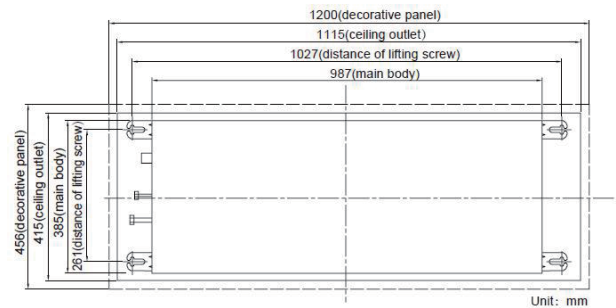 1200(decorative panel)
1115(ceiling outlet)
1027(distance of lifting screw)
987(main body)
456(decorative panel)
415(ceiling outlet)
385(main body)
261(distance of lifting screw)
Unit: mm